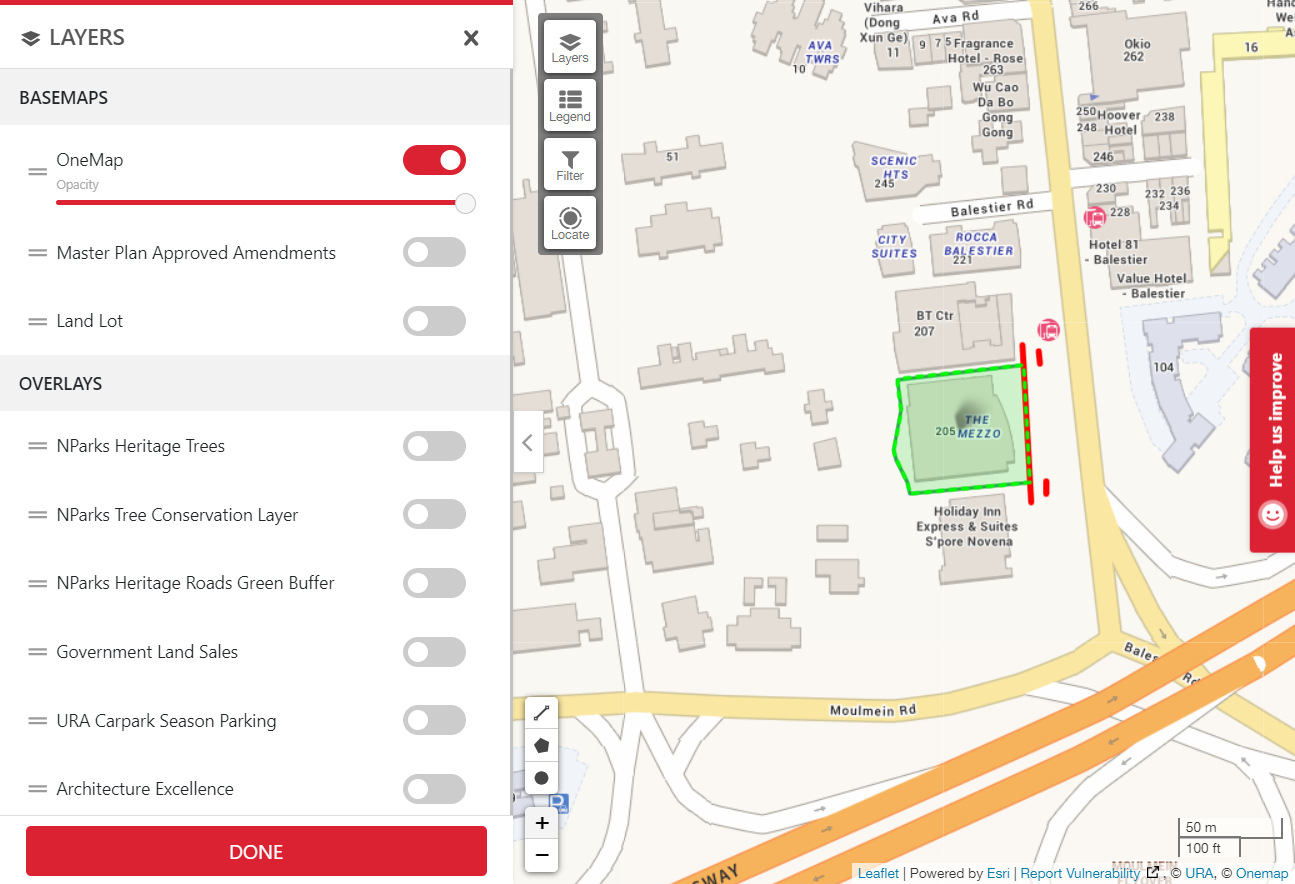 LAYERS
BASEMAPS
OneMap
Opacity
Master Plan Approved Amendments
Land Lot
OVERLAYS
NParks Heritage Trees
NParks Tree Conservation Layer
NParks Heritage Roads Green Buffer
Government Land Sales
URA Carpark Season Parking
Architecture Excellence
DONE
Layers
Legend
Filter
Locate
Vihara
(Dong
Xun Ge)
11
Ava Rd
266
Okio
262
16
AVA
TWRS
10
9
7
5
Fragrance
Hotel - Rose
263
Wu Cao
Da Bo
Gong
Gong
250
Hoover
Hotel
248
238
246
51
SCENIC
HTS
245
230
232
236
234
228
Balestier Rd
CITY
SUITES
ROCCA
BALESTIER
221
Hotel 81
- Balestier
Value Hotel
- Balestier
BT Ctr
207
104
Help us improve
THE
MEZZO
205
Holiday Inn
Express & Suites
S'pore Novena
Moulmein Rd
Bales
Rd
P
+
−
SWAY
50 m
100 ft
MOULMEIN
FLYOVER
Leaflet | Powered by Esri | Report Vulnerability , © URA, © Onemap